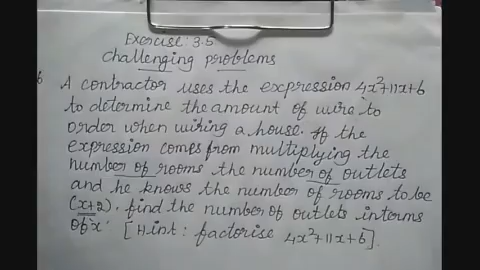 Exercise: 3.5
challenging problems
6 A contractor uses the expression 4x²+11x+6
to determine the amount of wire to
order when wiring a house. If the
expression comes from multiplying the
number of rooms the number of outlets
and he knows the number of rooms to be
(x+2). find the number of outlets interms
of 'x'. [Hint: factorise 4x²+11x+6].